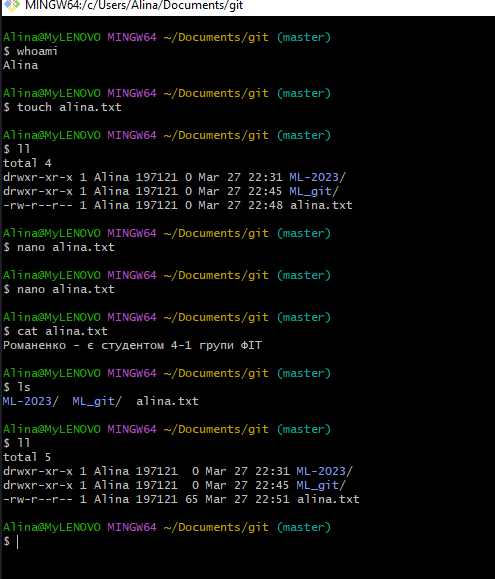 MINGW64:/c/Users/Alina/Documents/git
Alina@MyLENOVO MINGW64 ~/Documents/git (master)
$ whoami
Alina
Alina@MyLENOVO MINGW64 ~/Documents/git (master)
$ touch alina.txt
Alina@MyLENOVO MINGW64 ~/Documents/git (master)
$ ll
total 4
drwxr-xr-x 1 Alina 197121 0 Mar 27 22:31 ML-2023/
drwxr-xr-x 1 Alina 197121 0 Mar 27 22:45 ML_git/
-rw-r--r-- 1 Alina 197121 0 Mar 27 22:48 alina.txt
Alina@MyLENOVO MINGW64 ~/Documents/git (master)
$ nano alina.txt
Alina@MyLENOVO MINGW64 ~/Documents/git (master)
$ nano alina.txt
Alina@MyLENOVO MINGW64 ~/Documents/git (master)
$ cat alina.txt
Романенко - є студентом 4-1 групи ФІТ
Alina@MyLENOVO MINGW64 ~/Documents/git (master)
$ ls
ML-2023/  ML_git/  alina.txt
Alina@MyLENOVO MINGW64 ~/Documents/git (master)
$ ll
total 5
drwxr-xr-x 1 Alina 197121  0 Mar 27 22:31 ML-2023/
drwxr-xr-x 1 Alina 197121  0 Mar 27 22:45 ML_git/
-rw-r--r-- 1 Alina 197121 65 Mar 27 22:51 alina.txt
Alina@MyLENOVO MINGW64 ~/Documents/git (master)
$